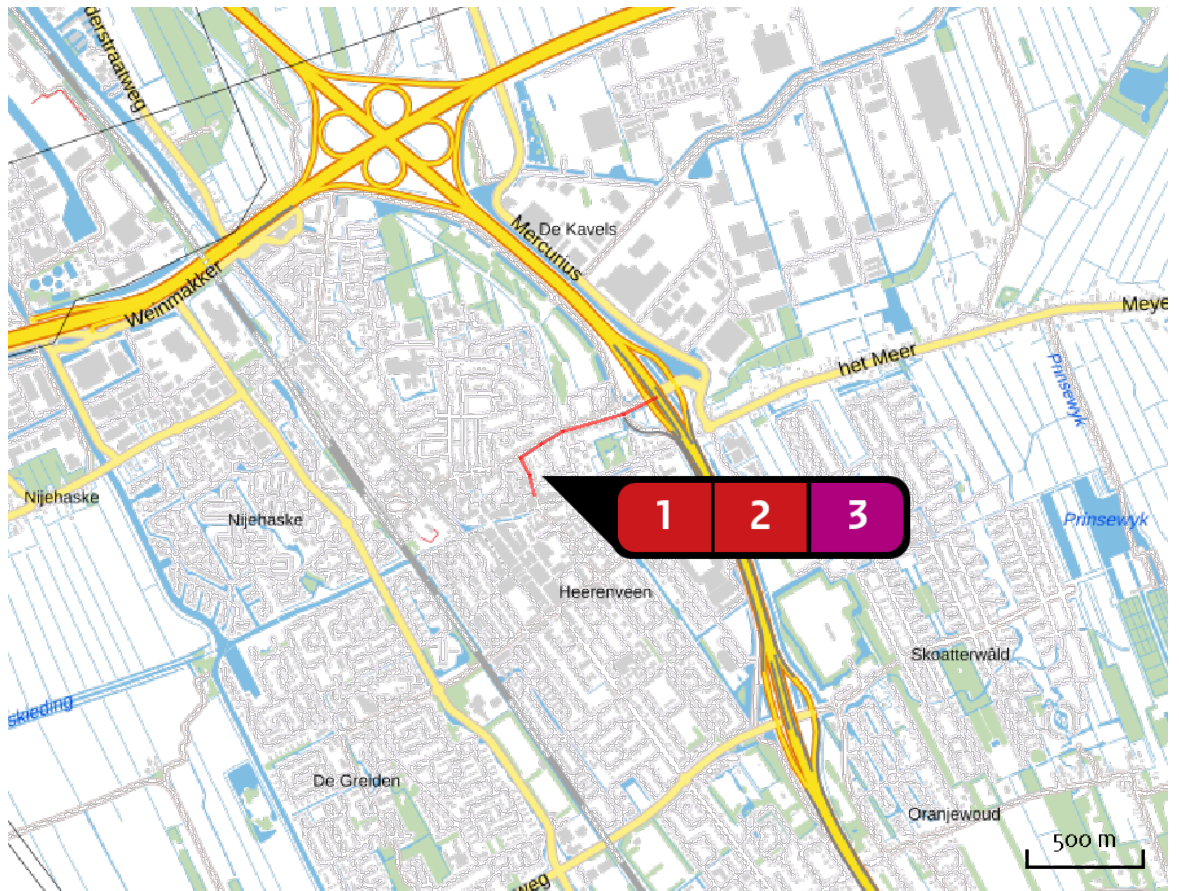 derstraatweg
De Kavels
Mercurius
Weinmakker
Meye
het Meer
Prinsewyk
Nijehaske
Nijehaske
1 2 3
Prinsewyk
Heerenveen
Skoatterwâld
skieding
De Greiden
Oranjewoud
500 m
weg